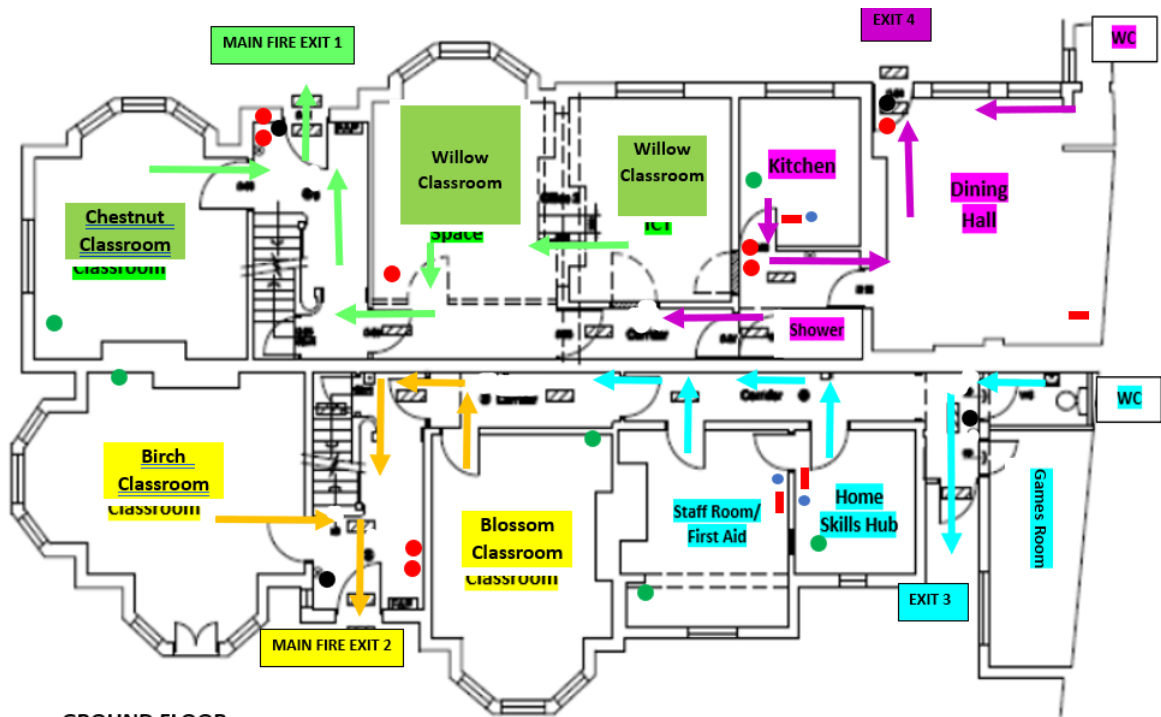 EXIT 4
WC
MAIN FIRE EXIT 1
Willow
Classroom
Willow
Classroom
Kitchen
Dining
Hall
Chestnut
Classroom
Classroom
Space
ICT
Shower
Corridor
Corridor
WC
Birch
Classroom
Classroom
Blossom
Classroom
Classroom
Staff Room/
First Aid
Home
Skills Hub
Games Room
EXIT 3
MAIN FIRE EXIT 2
GROUND FLOOR